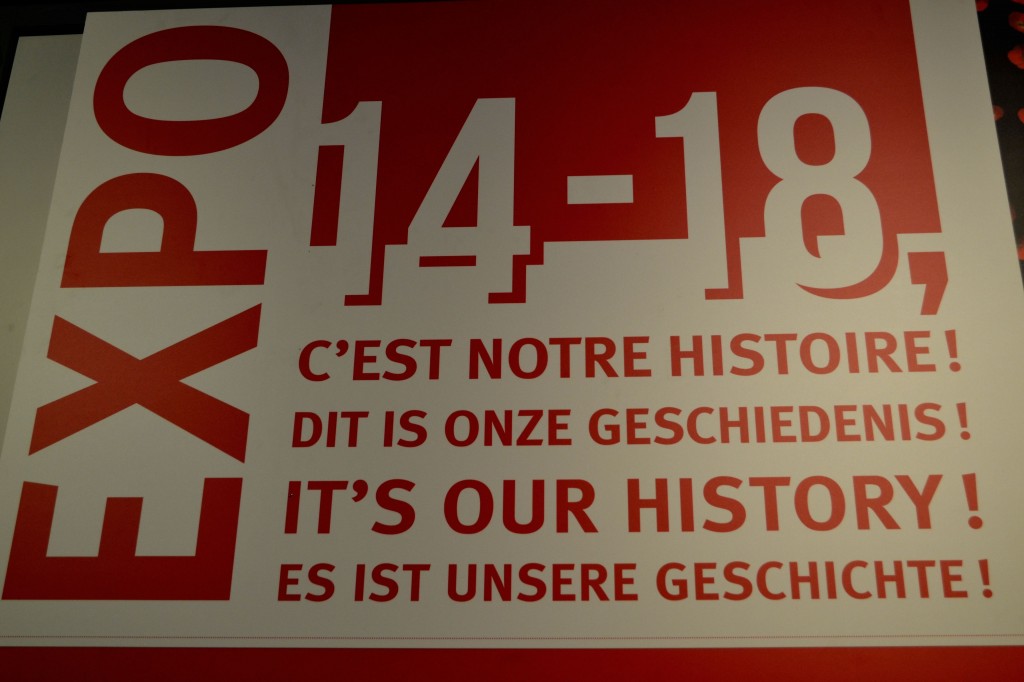 EXPO
14-18,
C'EST NOTRE HISTOIRE !
DIT IS ONZE GESCHIEDENIS !
IT'S OUR HISTORY !
ES IST UNSERE GESCHICHTE !